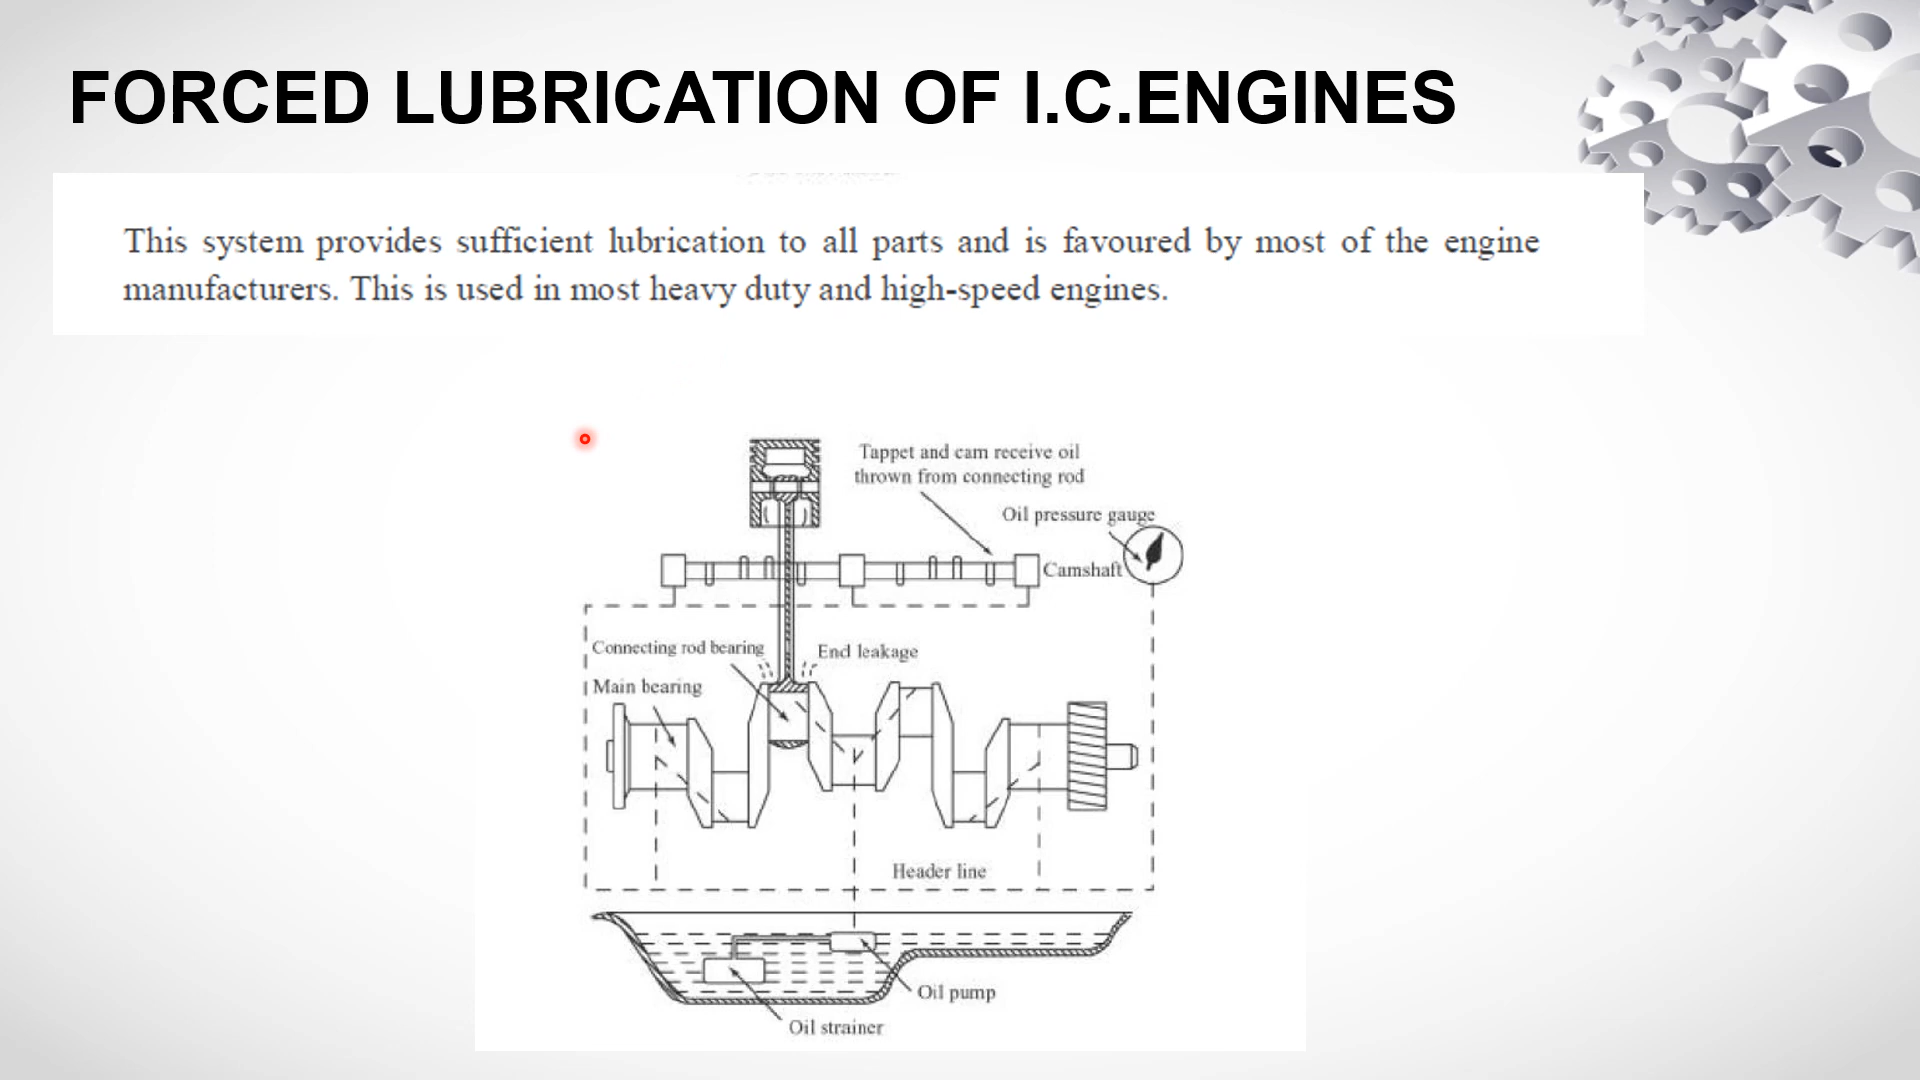 FORCED LUBRICATION OF I.C.ENGINES
This system provides sufficient lubrication to all parts and is favoured by most of the engine
manufacturers. This is used in most heavy duty and high-speed engines.
Tappet and cam receive oil
thrown from connecting rod
Oil pressure gauge
Camshaft
Connecting rod bearing
End leakage
Main bearing
Header line
Oil pump
Oil strainer